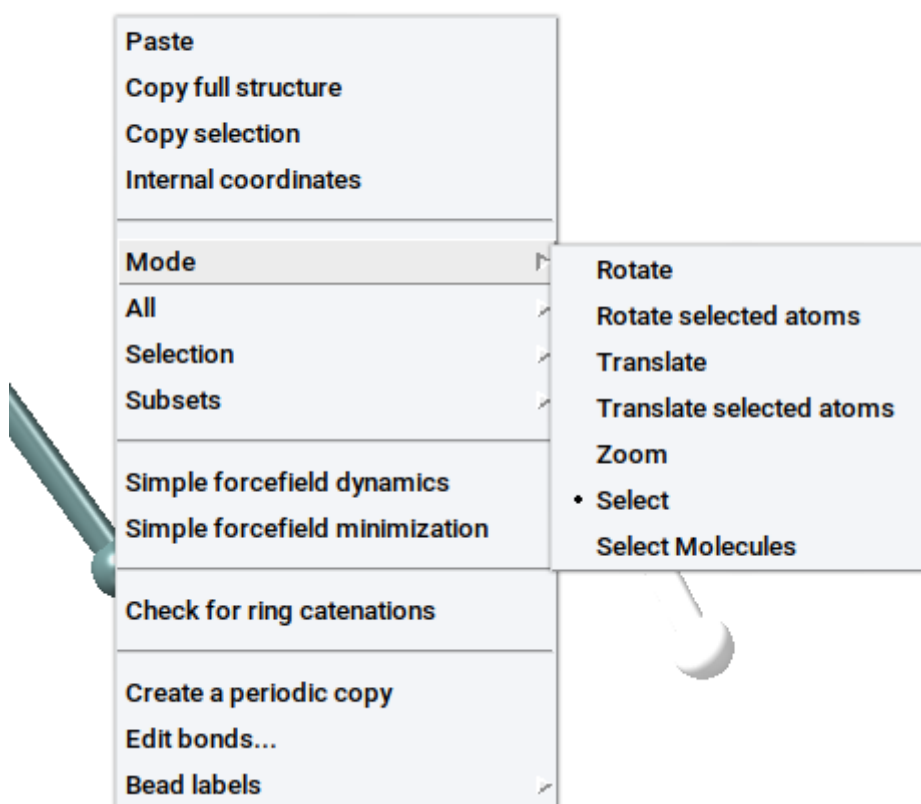 Paste
Copy full structure
Copy selection
Internal coordinates
Mode
All
Selection
Subsets
Simple forcefield dynamics
Simple forcefield minimization
Check for ring catenations
Create a periodic copy
Edit bonds...
Bead labels
Rotate
Rotate selected atoms
Translate
Translate selected atoms
Zoom
Select
Select Molecules